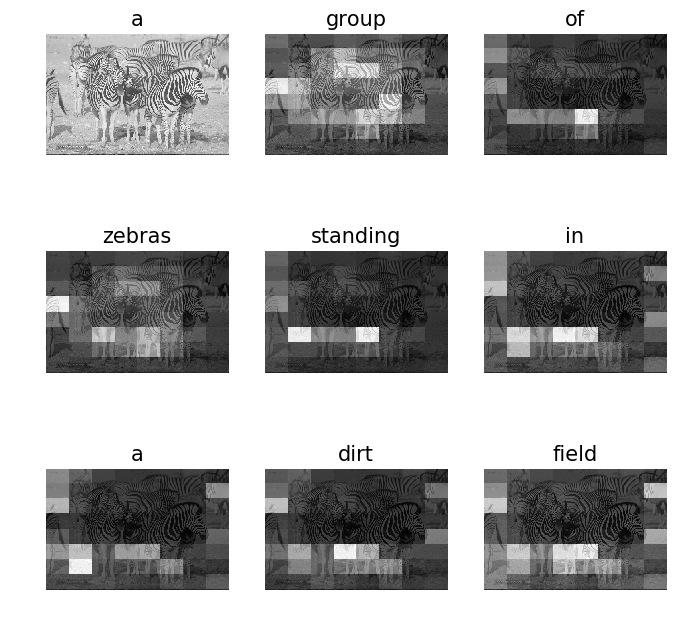 a group of
zebras standing in
a dirt field